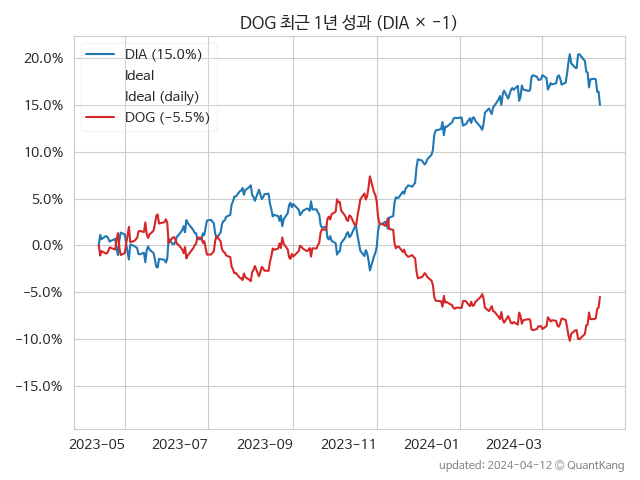 DOG 최근 1년 성과 (DIA × −1)
DIA (15.0%)
Ideal
Ideal (daily)
DOG (−5.5%)
20.0%
15.0%
10.0%
5.0%
0.0%
−5.0%
−10.0%
−15.0%
2023-05 2023-07 2023-09 2023-11 2024-01 2024-03
updated: 2024-04-12 © QuantKang